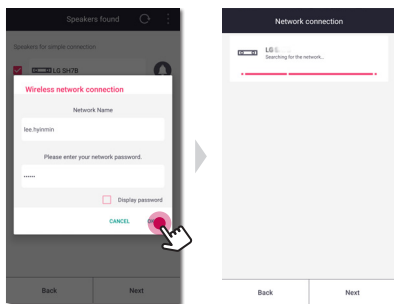 Speakers found
Speakers for simple connection
LG SH7B
Wireless network connection
Network Name
lee.hyinmin
Please enter your network password.
••••••
Display password
CANCEL
Back
Next
Network connection
LG S
Searching for the network...
Back
Next